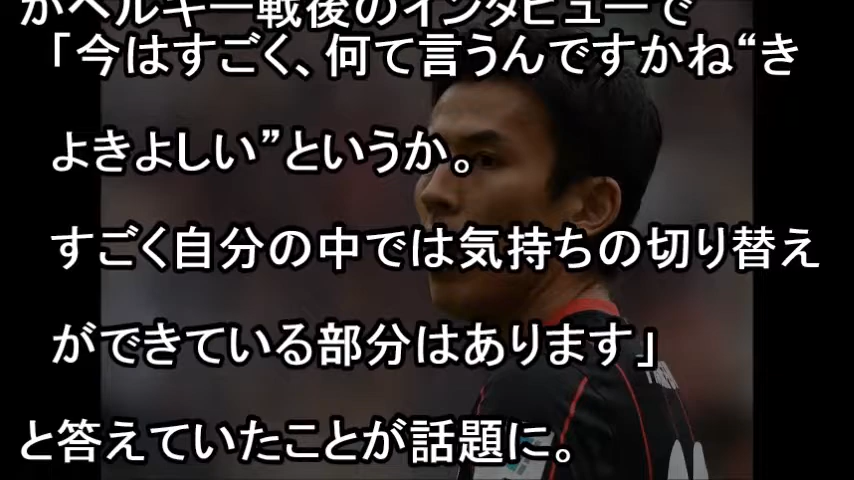 がベルギー戦後のインタビューで
「今はすごく、何て言うんですかね“き
よきよしい”というか。
すごく自分の中では気持ちの切り替え
ができている部分はあります」
と答えていたことが話題に。